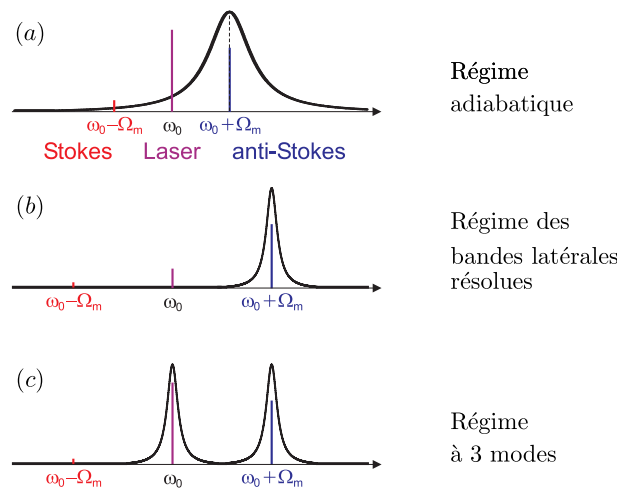 (a)
Régime
adiabatique
ω₀−Ωₘ ω₀ ω₀+Ωₘ
Stokes Laser anti-Stokes
(b)
Régime des
bandes latérales
résolues
ω₀−Ωₘ ω₀ ω₀+Ωₘ
(c)
Régime
à 3 modes
ω₀−Ωₘ ω₀ ω₀+Ωₘ